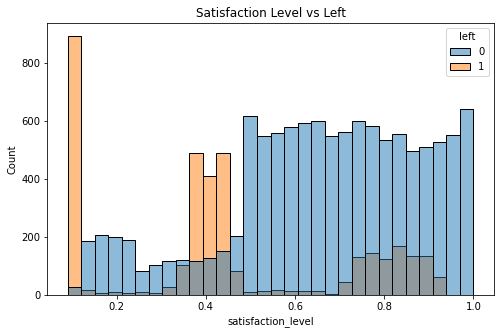 Satisfaction Level vs Left
left
0
1
800
600
400
200
0
Count
0.2 0.4 0.6 0.8 1.0
satisfaction_level